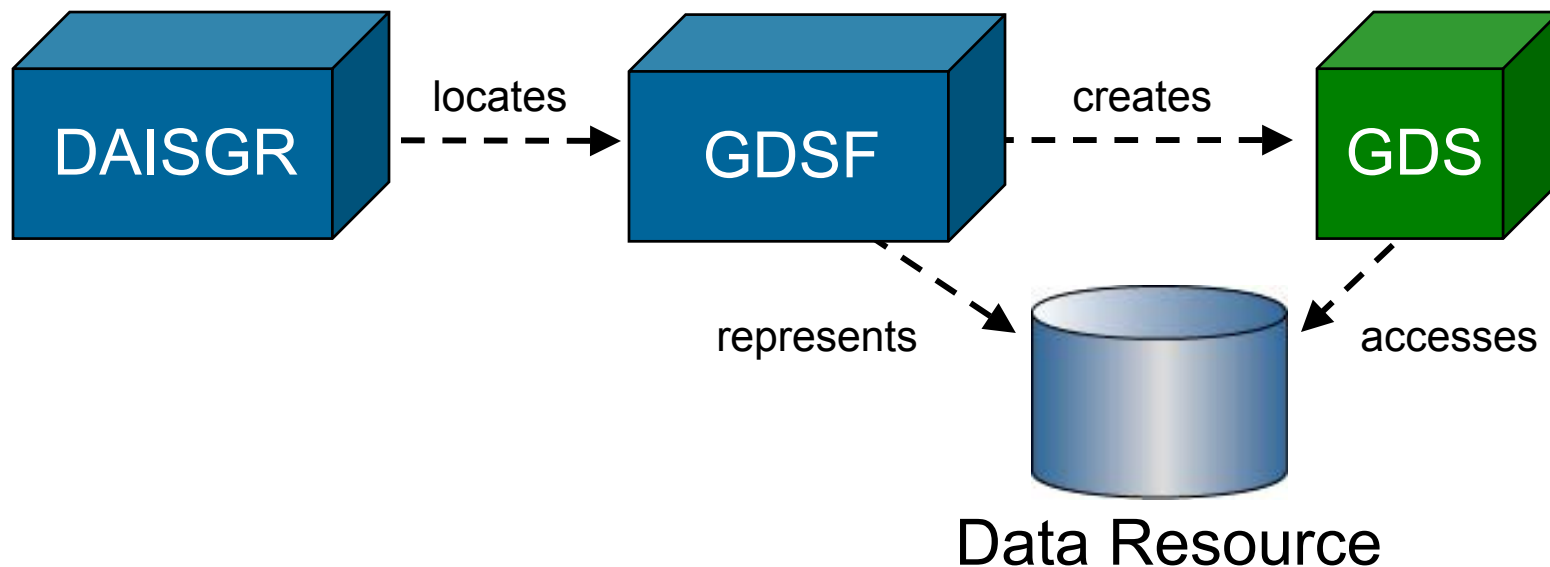 locates
creates
DAISGR
GDSF
GDS
represents
accesses
Data Resource